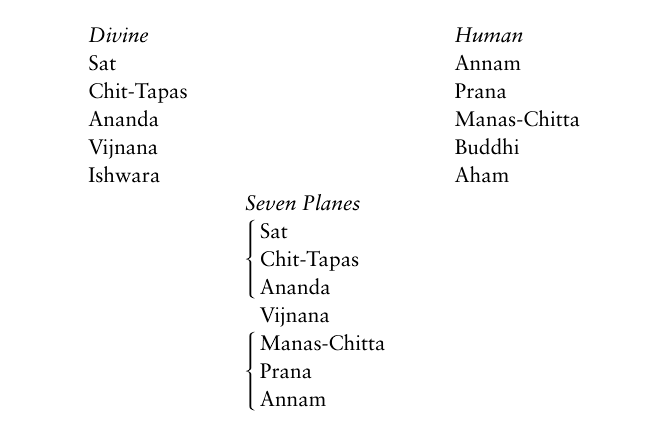 Divine Human
Sat Annam
Chit-Tapas Prana
Ananda Manas-Chitta
Vijnana Buddhi
Ishwara Aham
Seven Planes
Sat
Chit-Tapas
Ananda
Vijnana
Manas-Chitta
Prana
Annam